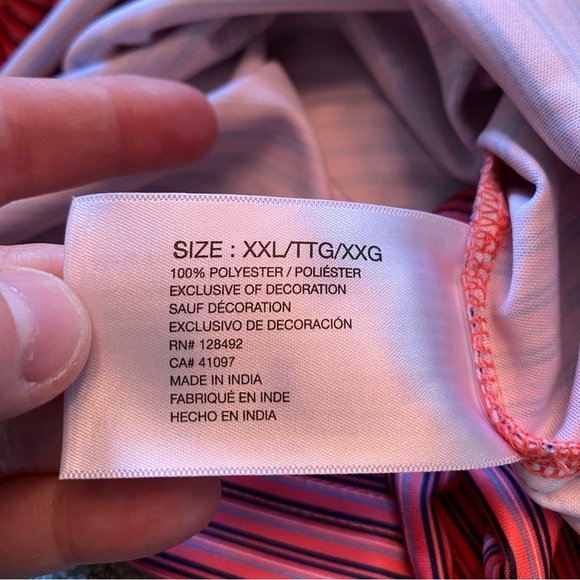 SIZE : XXL/TTG/XXG
100% POLYESTER / POLIÉSTER
EXCLUSIVE OF DECORATION
SAUF DÉCORATION
EXCLUSIVO DE DECORACIÓN
RN# 128492
CA# 41097
MADE IN INDIA
FABRIQUÉ EN INDE
HECHO EN INDIA